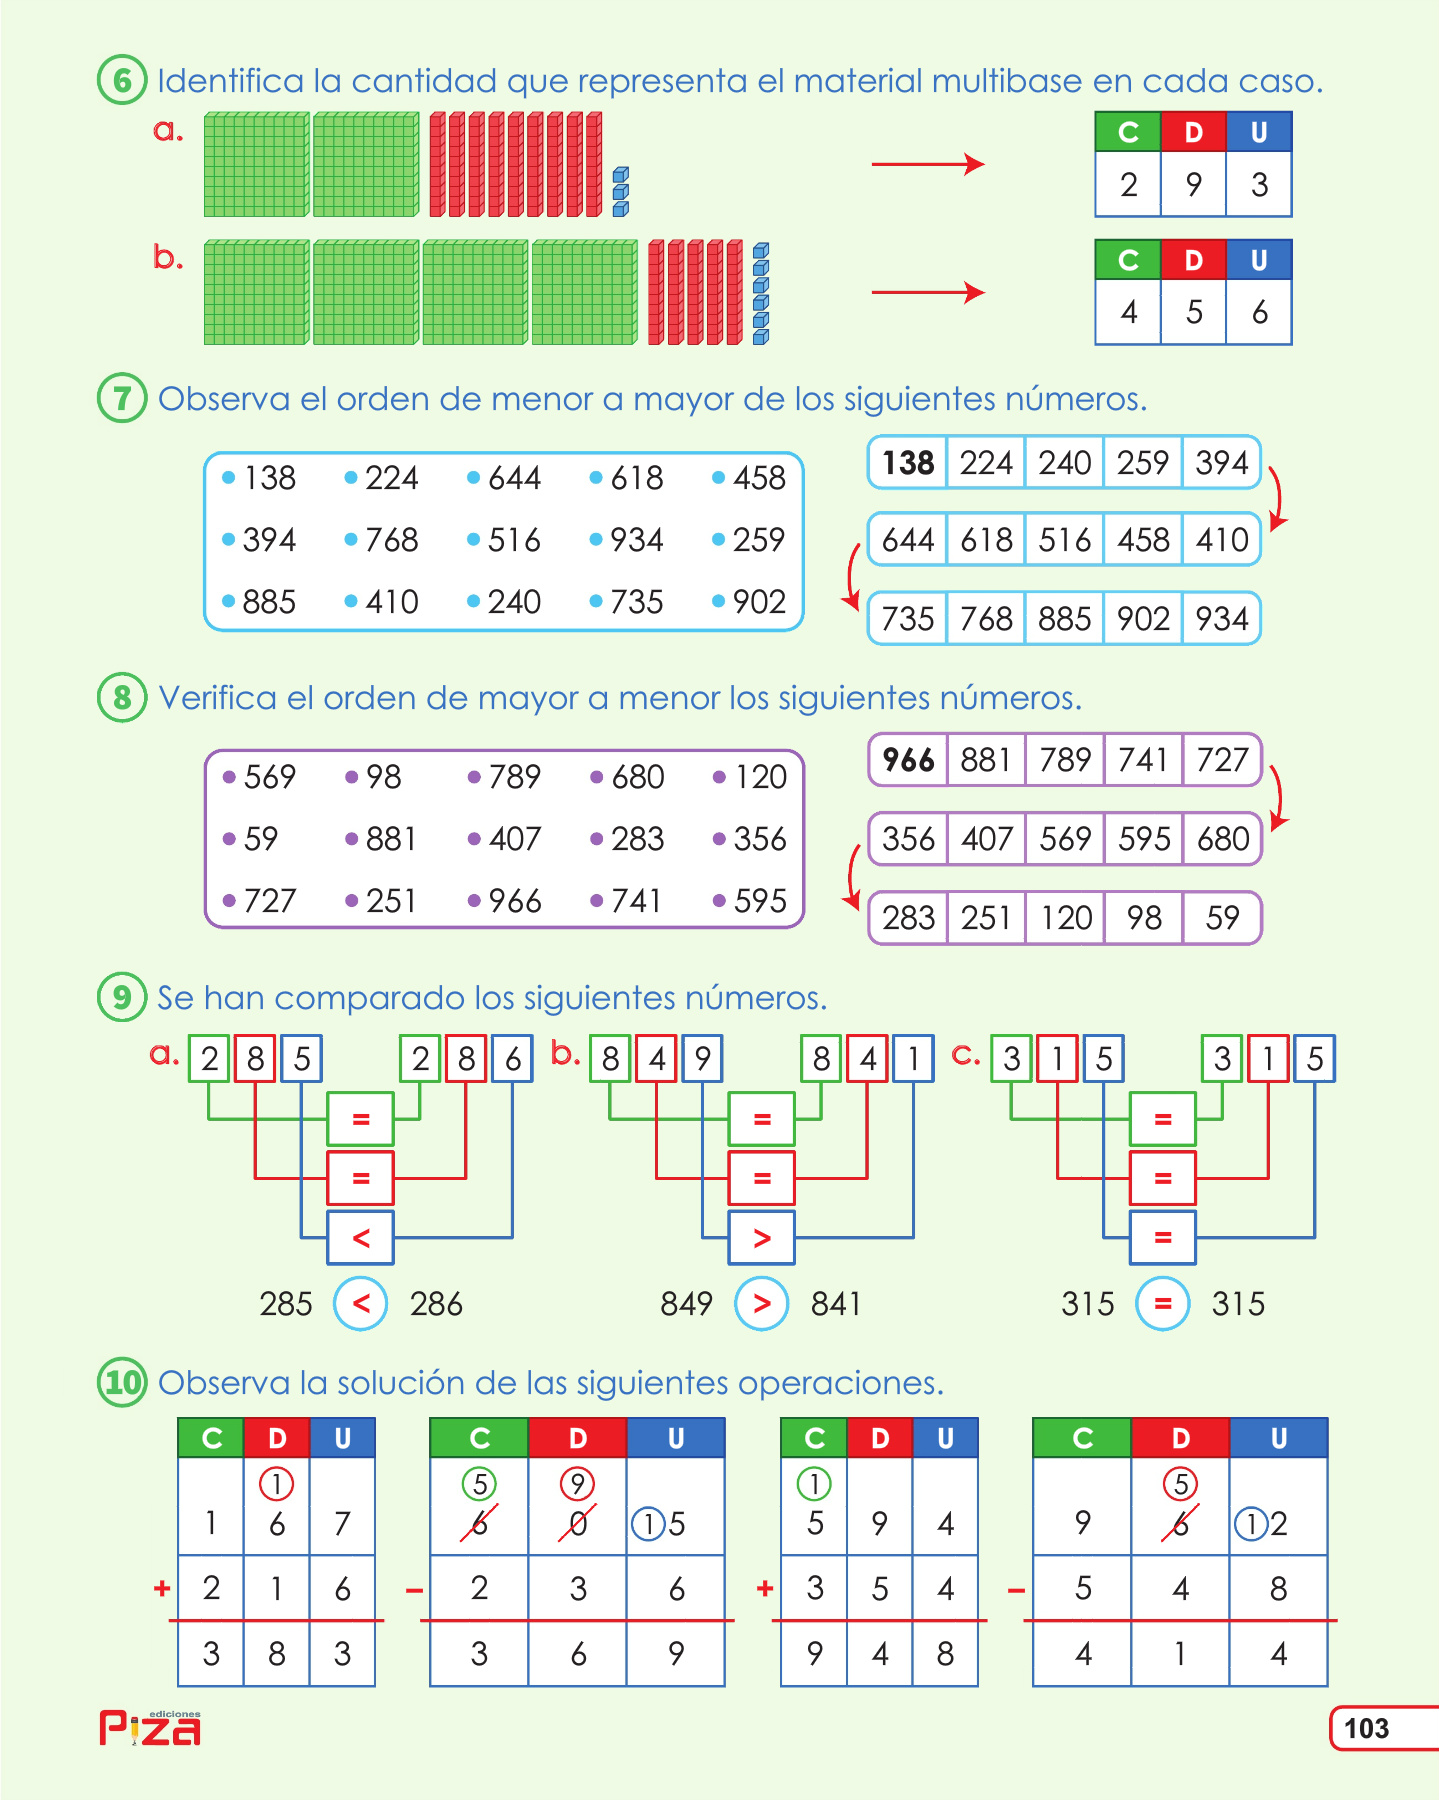 6 Identifica la cantidad que representa el material multibase en cada caso.
a.
C D U
2 9 3
b.
C D U
4 5 6
7 Observa el orden de menor a mayor de los siguientes números.
• 138 • 224 • 644 • 618 • 458
• 394 • 768 • 516 • 934 • 259
• 885 • 410 • 240 • 735 • 902
138 224 240 259 394
644 618 516 458 410
735 768 885 902 934
8 Verifica el orden de mayor a menor los siguientes números.
• 569 • 98 • 789 • 680 • 120
• 59 • 881 • 407 • 283 • 356
• 727 • 251 • 966 • 741 • 595
966 881 789 741 727
356 407 569 595 680
283 251 120 98 59
9 Se han comparado los siguientes números.
a. 2 8 5 2 8 6
=
=
<
285 < 286
b. 8 4 9 8 4 1
=
=
>
849 > 841
c. 3 1 5 3 1 5
=
=
=
315 = 315
10 Observa la solución de las siguientes operaciones.
C D U
1
1 6 7
+ 2 1 6
3 8 3
C D U
5 9
6 0 1 5
– 2 3 6
3 6 9
C D U
1
5 9 4
+ 3 5 4
9 4 8
C D U
5
9 6 1 2
– 5 4 8
4 1 4
ediciones
Piza
103